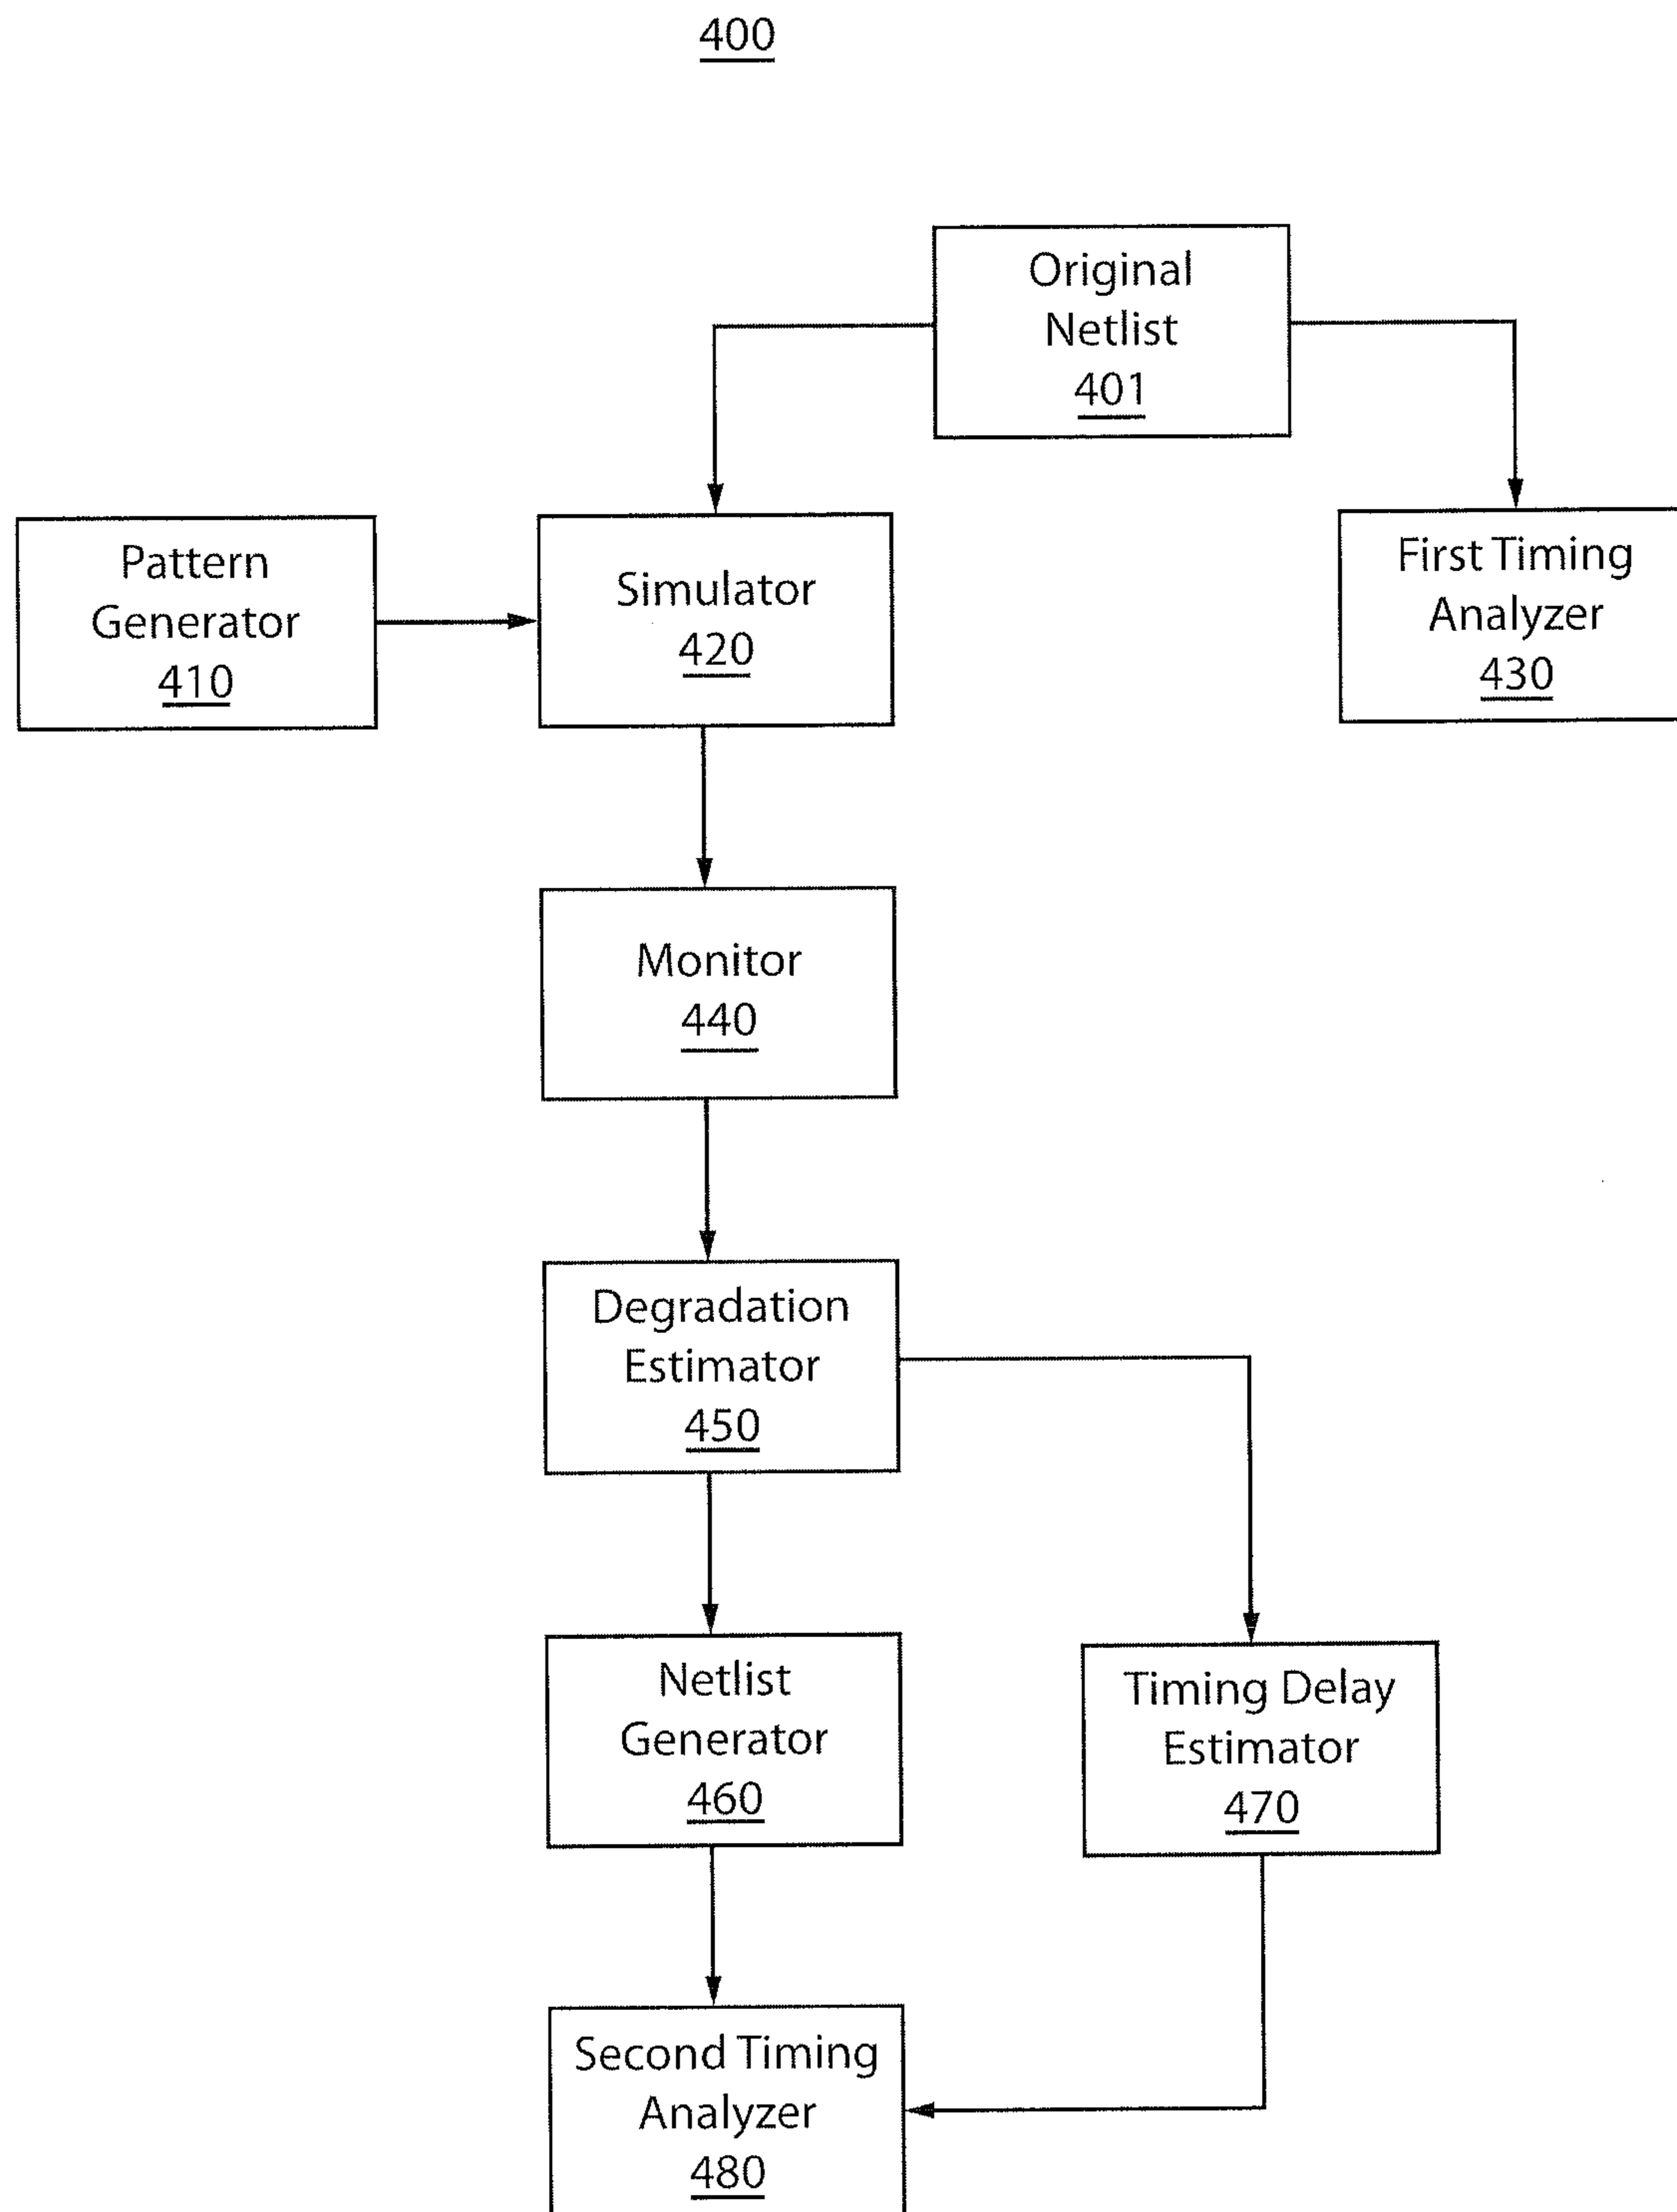 400
Original
Netlist
401
Pattern
Generator
410
Simulator
420
First Timing
Analyzer
430
Monitor
440
Degradation
Estimator
450
Netlist
Generator
460
Timing Delay
Estimator
470
Second Timing
Analyzer
480